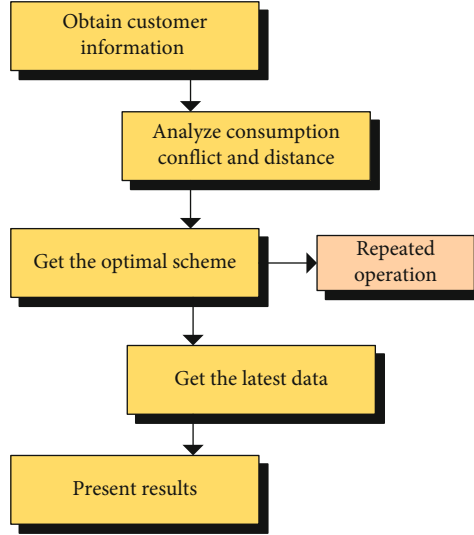 Obtain customer
information
Analyze consumption
conflict and distance
Get the optimal scheme
Repeated
operation
Get the latest data
Present results